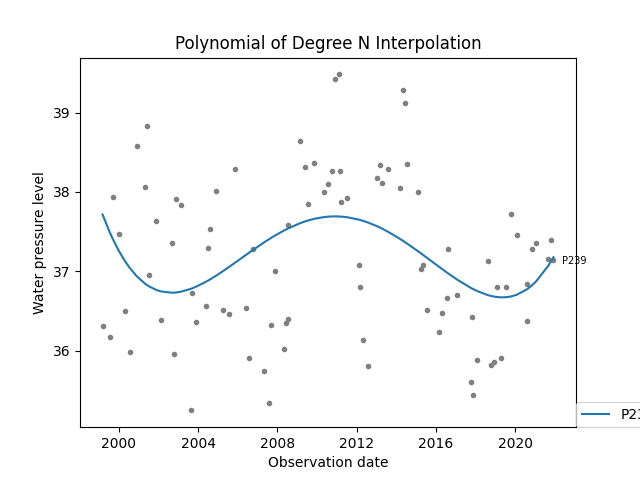 Polynomial of Degree N Interpolation
Water pressure level
39
38
37
36
P239
2000
2004
2008
2012
2016
2020
Observation date